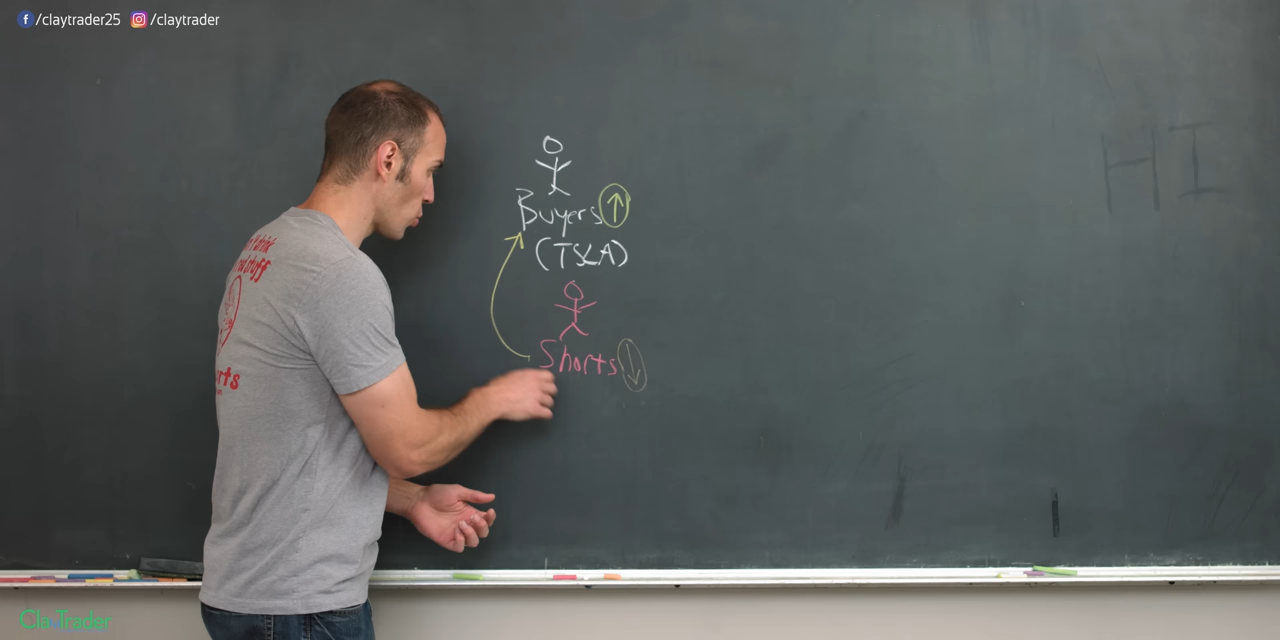 /claytrader25 /claytrader
HI
Buyers ↑
(TSLA)
Shorts ↓
ClayTrader